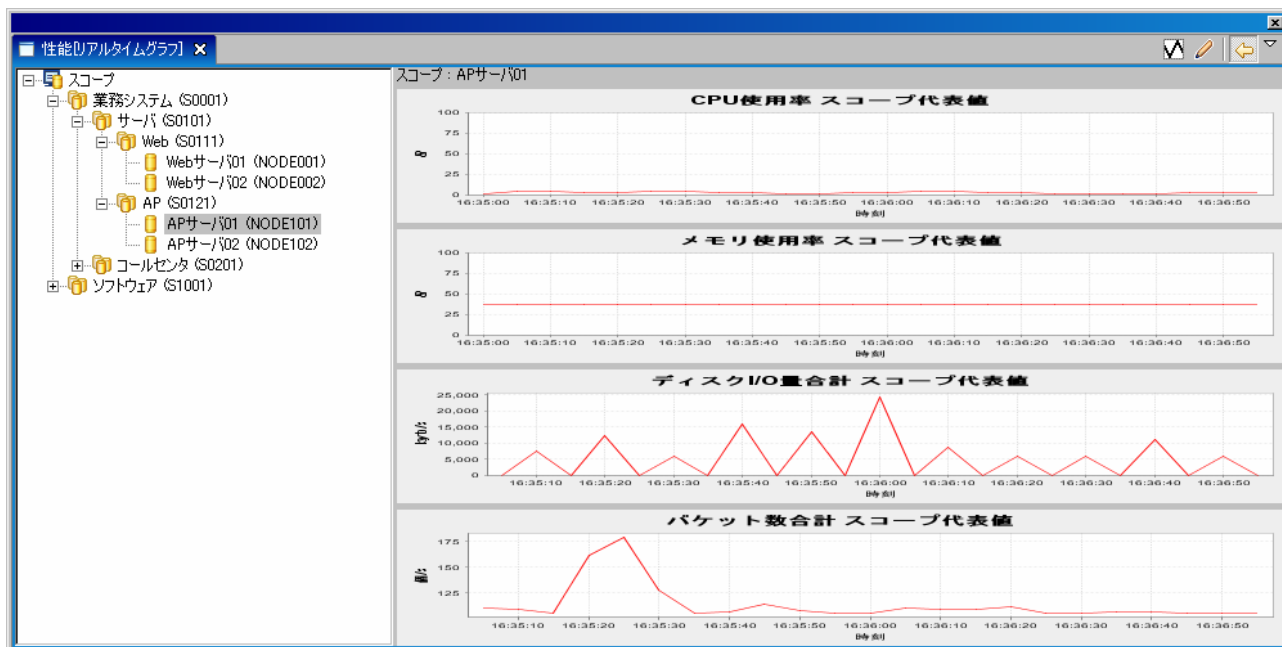 性能[リアルタイムグラフ]
スコープ
業務システム (S0001)
サーバ (S0101)
Web (S0111)
Webサーバ01 (NODE001)
Webサーバ02 (NODE002)
AP (S0121)
APサーバ01 (NODE101)
APサーバ02 (NODE102)
コールセンタ (S0201)
ソフトウェア (S1001)
スコープ : APサーバ01
CPU使用率 スコープ代表値
100
75
50
25
0
16:35:00 16:35:10 16:35:20 16:35:30 16:35:40 16:35:50 16:36:00 16:36:10 16:36:20 16:36:30 16:36:40 16:36:50
時刻
メモリ使用率 スコープ代表値
100
75
50
25
0
16:35:00 16:35:10 16:35:20 16:35:30 16:35:40 16:35:50 16:36:00 16:36:10 16:36:20 16:36:30 16:36:40 16:36:50
時刻
ディスクI/O量合計 スコープ代表値
25,000
20,000
15,000
10,000
5,000
0
16:35:10 16:35:20 16:35:30 16:35:40 16:35:50 16:36:00 16:36:10 16:36:20 16:36:30 16:36:40 16:36:50
時刻
パケット数合計 スコープ代表値
175
150
125
16:35:10 16:35:20 16:35:30 16:35:40 16:35:50 16:36:00 16:36:10 16:36:20 16:36:30 16:36:40 16:36:50
時刻